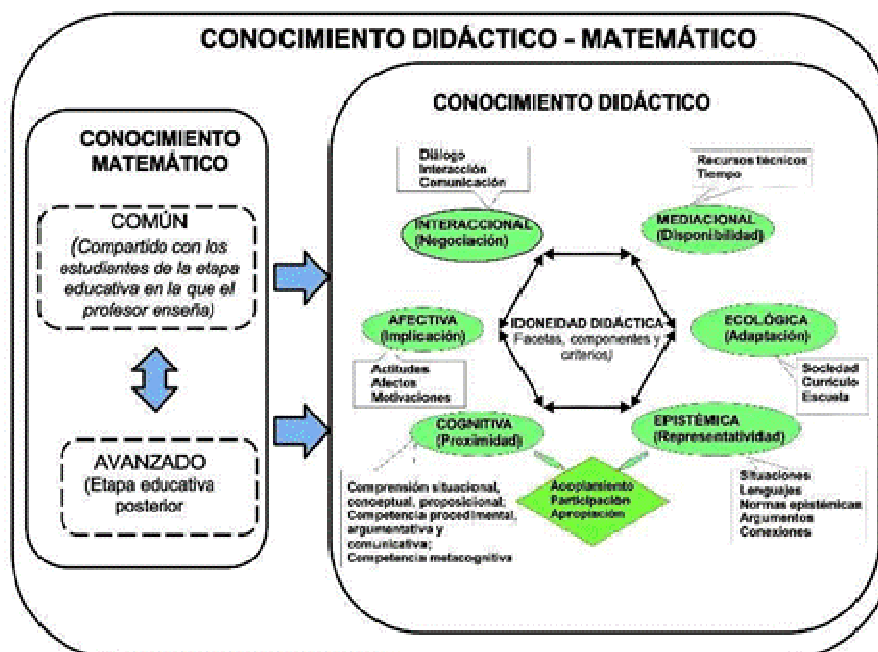 CONOCIMIENTO DIDÁCTICO - MATEMÁTICO
CONOCIMIENTO
MATEMÁTICO
COMÚN
(Compartido con los
estudiantes de la etapa
educativa en la que el
profesor enseña)
AVANZADO
(Etapa educativa
posterior
CONOCIMIENTO DIDÁCTICO
Diálogo
Interacción
Comunicación
INTERACCIONAL
(Negociación)
Recursos técnicos
Tiempo
MEDIACIONAL
(Disponibilidad)
AFECTIVA
(Implicación)
Actitudes
Afectos
Motivaciones
IDONEIDAD DIDÁCTICA
Facetas, componentes y
criterios)
ECOLÓGICA
(Adaptación)
Sociedad
Currículo
Escuela
COGNITIVA
(Proximidad)
Comprensión situacional,
conceptual, proposicional;
Competencia procedimental,
argumentativa y
comunicativa;
Competencia metacognitiva
Acoplamiento
Participación
Apropiación
EPISTÉMICA
(Representatividad)
Situaciones
Lenguajes
Normas epistémicas
Argumentos
Conexiones